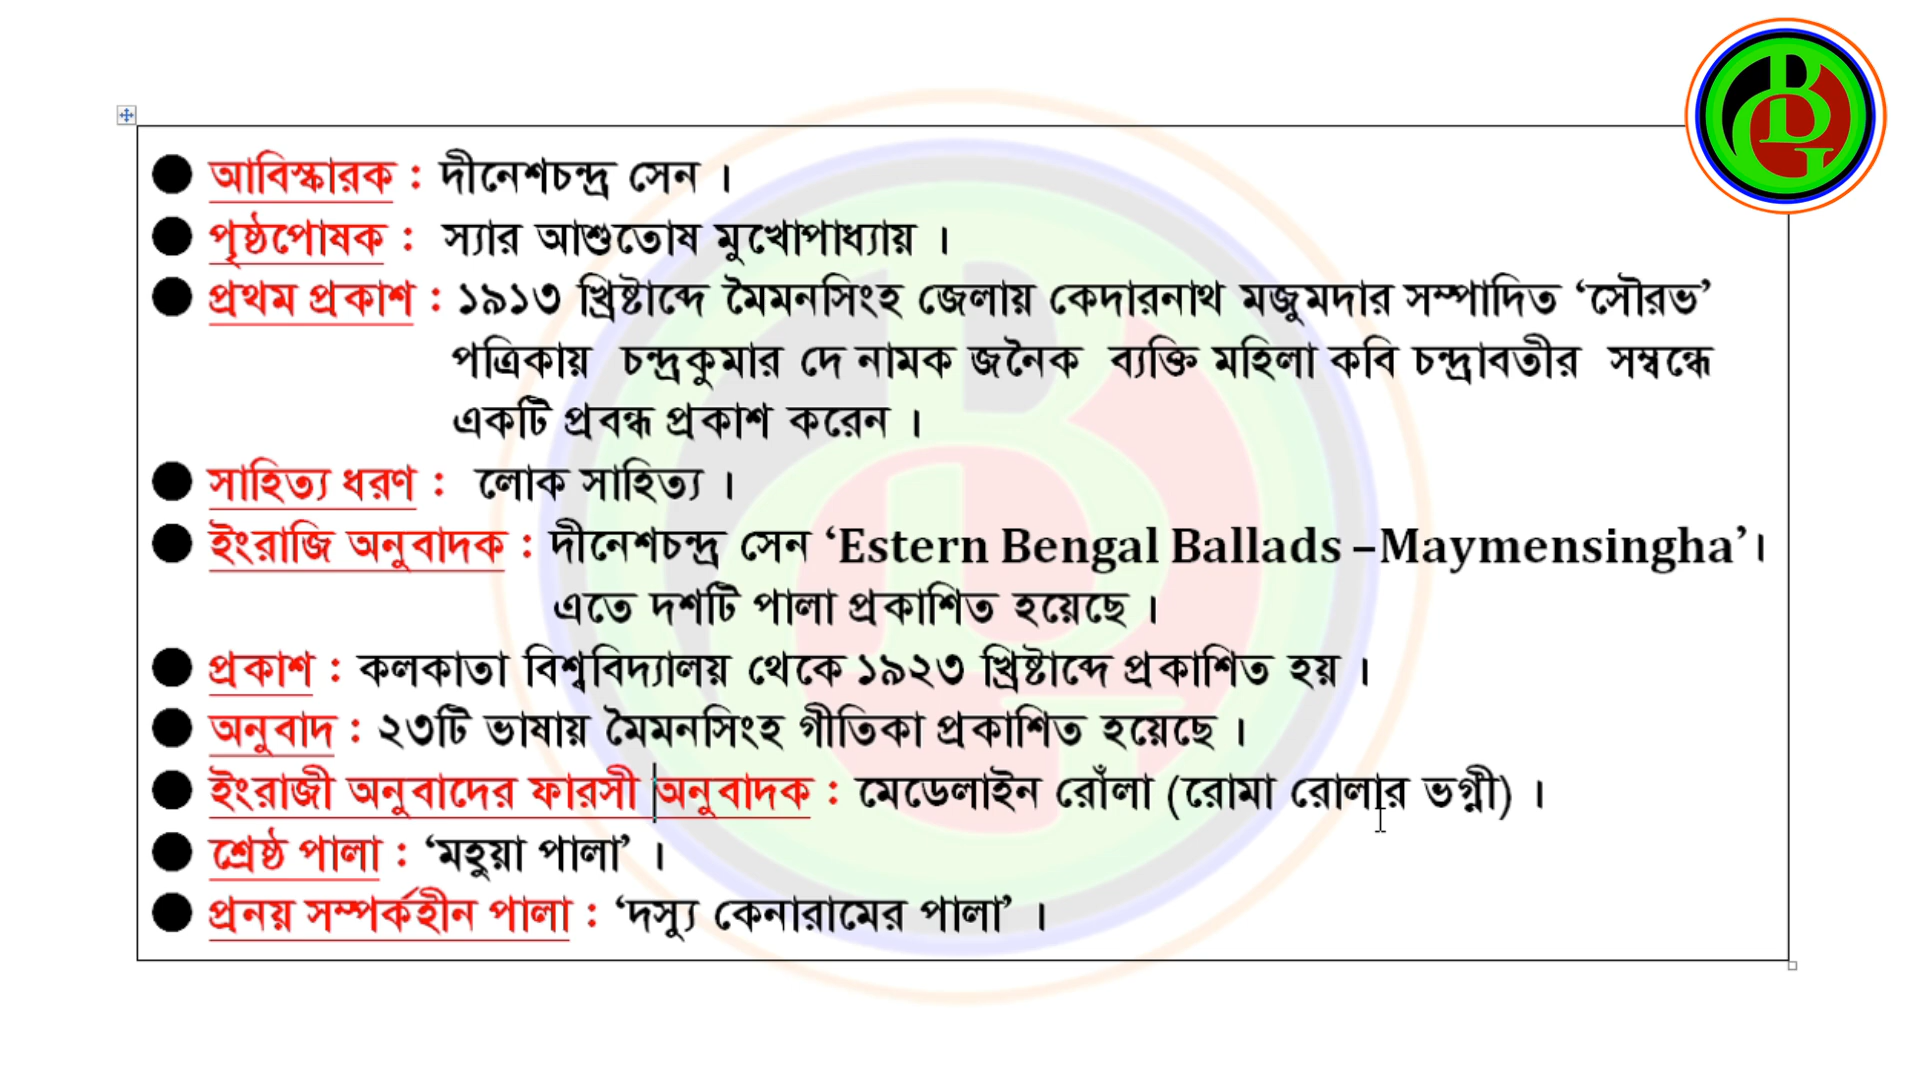 ● আবিস্কারক : দীনেশচন্দ্র সেন ।
● পৃষ্ঠপোষক : স্যার আশুতোষ মুখোপাধ্যায় ।
● প্রথম প্রকাশ : ১৯১৩ খ্রিষ্টাব্দে মৈমনসিংহ জেলায় কেদারনাথ মজুমদার সম্পাদিত ‘সৌরভ’
পত্রিকায় চন্দ্রকুমার দে নামক জনৈক ব্যক্তি মহিলা কবি চন্দ্রাবতীর সম্বন্ধে
একটি প্রবন্ধ প্রকাশ করেন ।
● সাহিত্য ধরণ : লোক সাহিত্য ।
● ইংরাজি অনুবাদক : দীনেশচন্দ্র সেন ‘Estern Bengal Ballads –Maymensingha’।
এতে দশটি পালা প্রকাশিত হয়েছে ।
● প্রকাশ : কলকাতা বিশ্ববিদ্যালয় থেকে ১৯২৩ খ্রিষ্টাব্দে প্রকাশিত হয় ।
● অনুবাদ : ২৩টি ভাষায় মৈমনসিংহ গীতিকা প্রকাশিত হয়েছে ।
● ইংরাজী অনুবাদের ফারসী অনুবাদক : মেডেলাইন রোঁলা (রোমা রোলার ভগ্নী) ।
● শ্রেষ্ঠ পালা : ‘মহুয়া পালা’ ।
● প্রনয় সম্পর্কহীন পালা : ‘দস্যু কেনারামের পালা’ ।